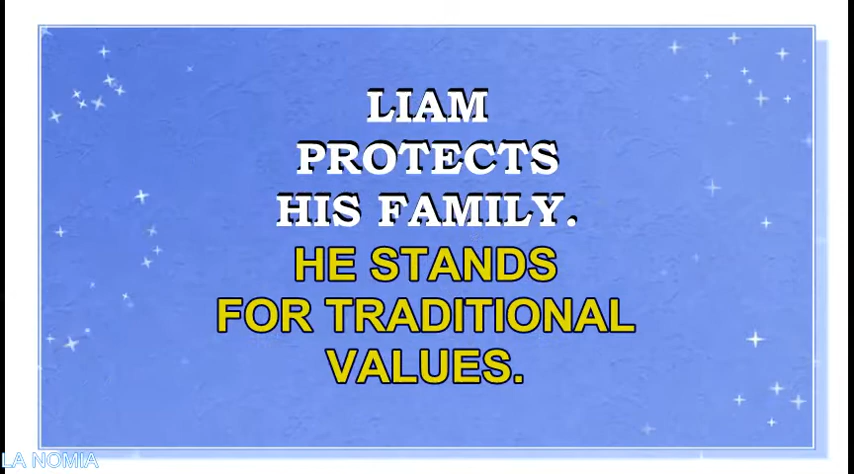 LIAM
PROTECTS
HIS FAMILY.
HE STANDS
FOR TRADITIONAL
VALUES.
LA NOMIA